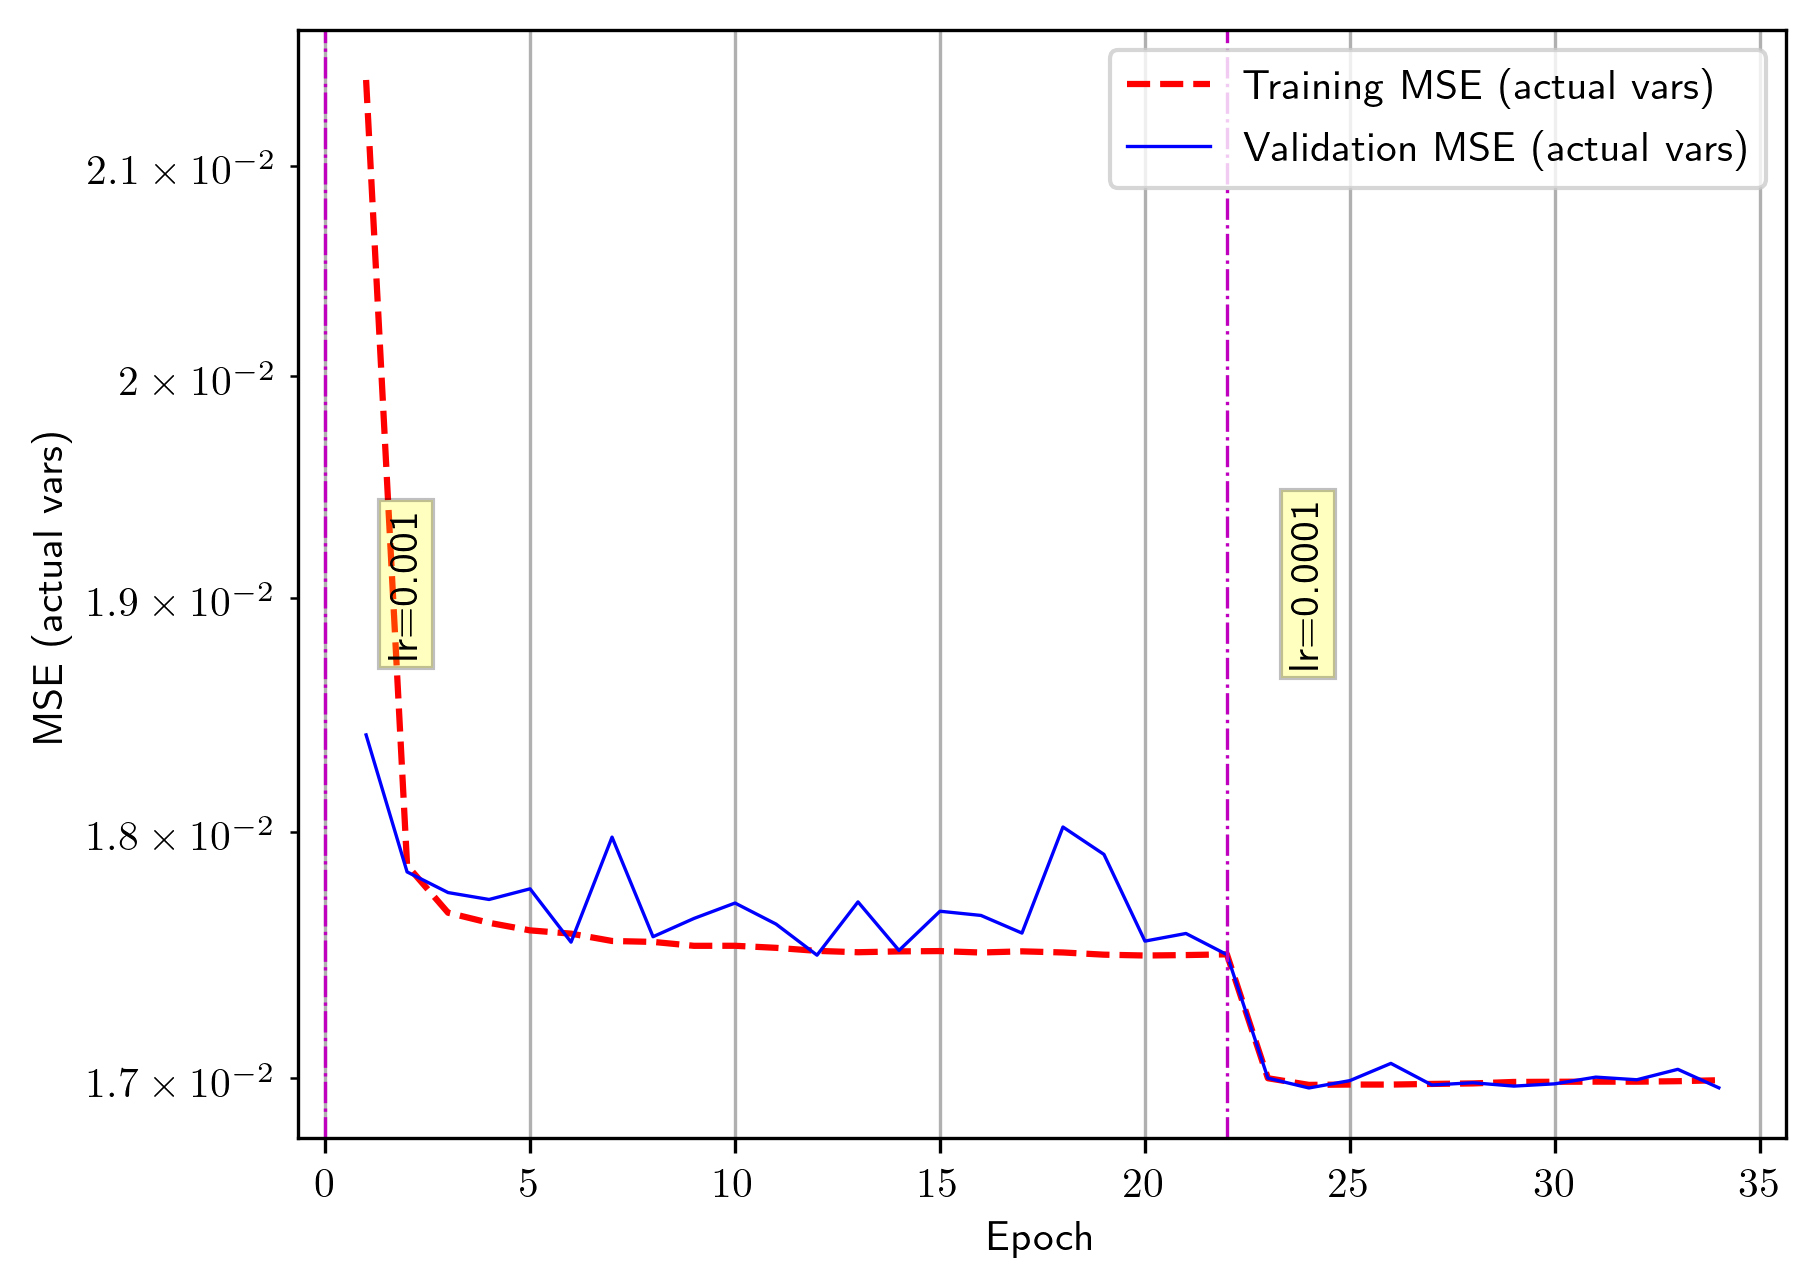 Training MSE (actual vars)
Validation MSE (actual vars)
2.1 × 10⁻²
2 × 10⁻²
1.9 × 10⁻²
1.8 × 10⁻²
1.7 × 10⁻²
MSE (actual vars)
lr=0.001
lr=0.0001
0 5 10 15 20 25 30 35
Epoch